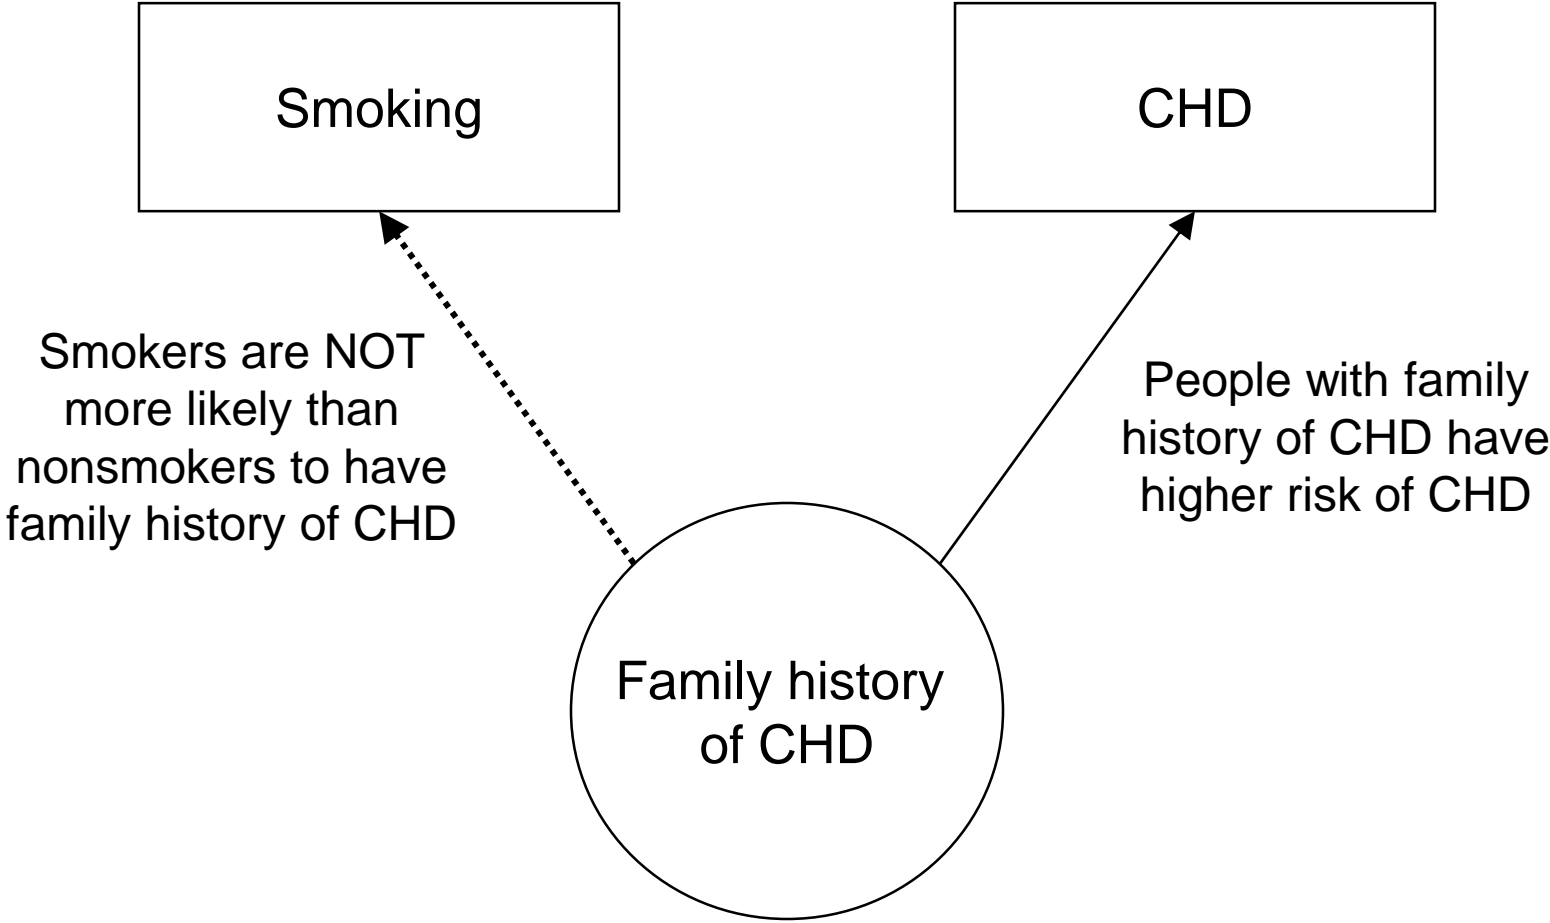 Smoking
CHD
Smokers are NOT
more likely than
nonsmokers to have
family history of CHD
People with family
history of CHD have
higher risk of CHD
Family history
of CHD